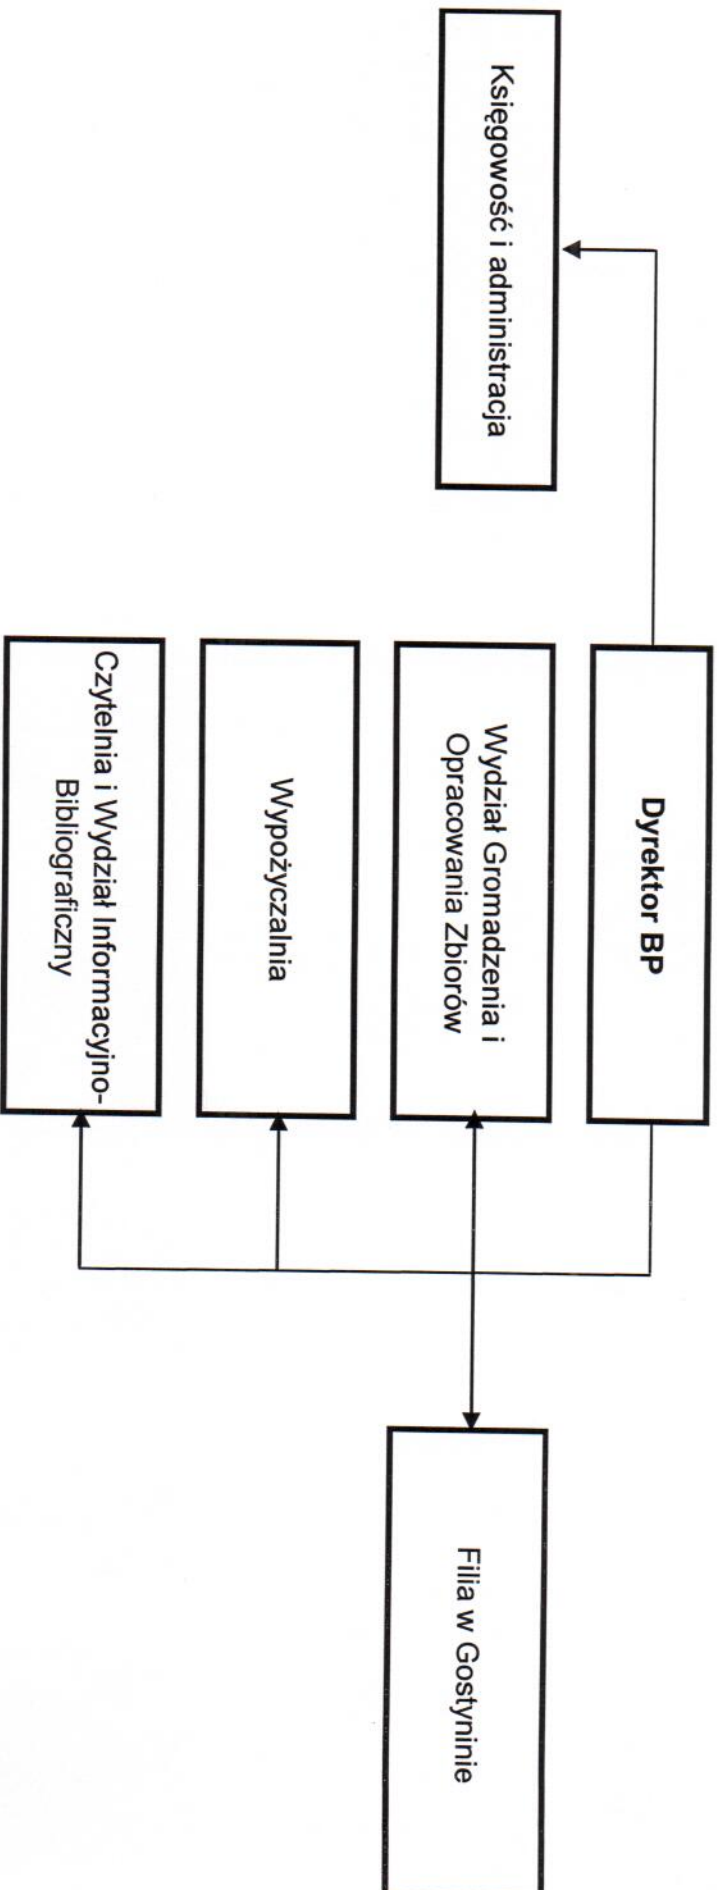 Dyrektor BP
Księgowość i administracja
Wydział Gromadzenia i
Opracowania Zbiorów
Filia w Gostyninie
Wypożyczalnia
Czytelnia i Wydział Informacyjno-
Bibliograficzny